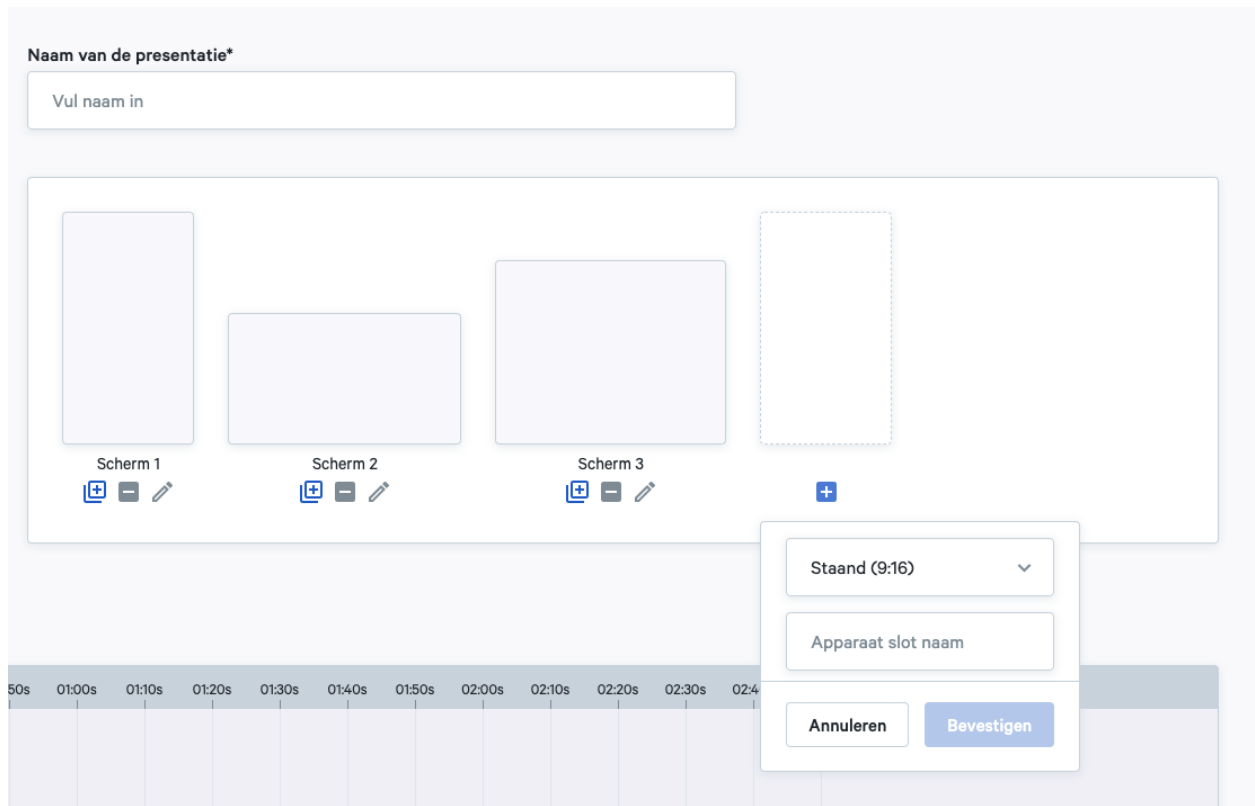 Naam van de presentatie*
Vul naam in
Scherm 1
Scherm 2
Scherm 3
Staand (9:16)
Apparaat slot naam
50s 01:00s 01:10s 01:20s 01:30s 01:40s 01:50s 02:00s 02:10s 02:20s 02:30s 02:4
Annuleren
Bevestigen